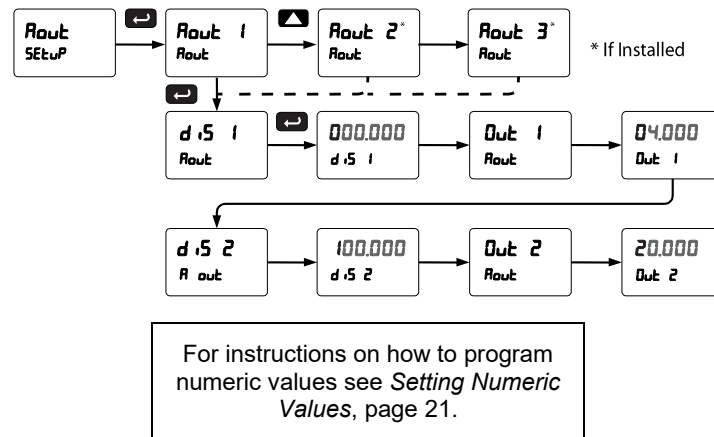 Aout
SEtuP
Aout 1
Aout
Aout 2*
Aout
Aout 3*
Aout
* If Installed
diS 1
Aout
000.000
diS 1
Out 1
Aout
04.000
Out 1
diS 2
A out
100.000
diS 2
Out 2
Aout
20.000
Out 2
For instructions on how to program
numeric values see Setting Numeric
Values, page 21.